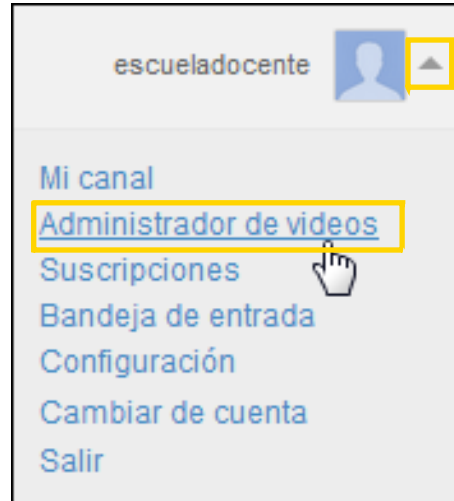 escueladocente
Mi canal
Administrador de videos
Suscripciones
Bandeja de entrada
Configuración
Cambiar de cuenta
Salir